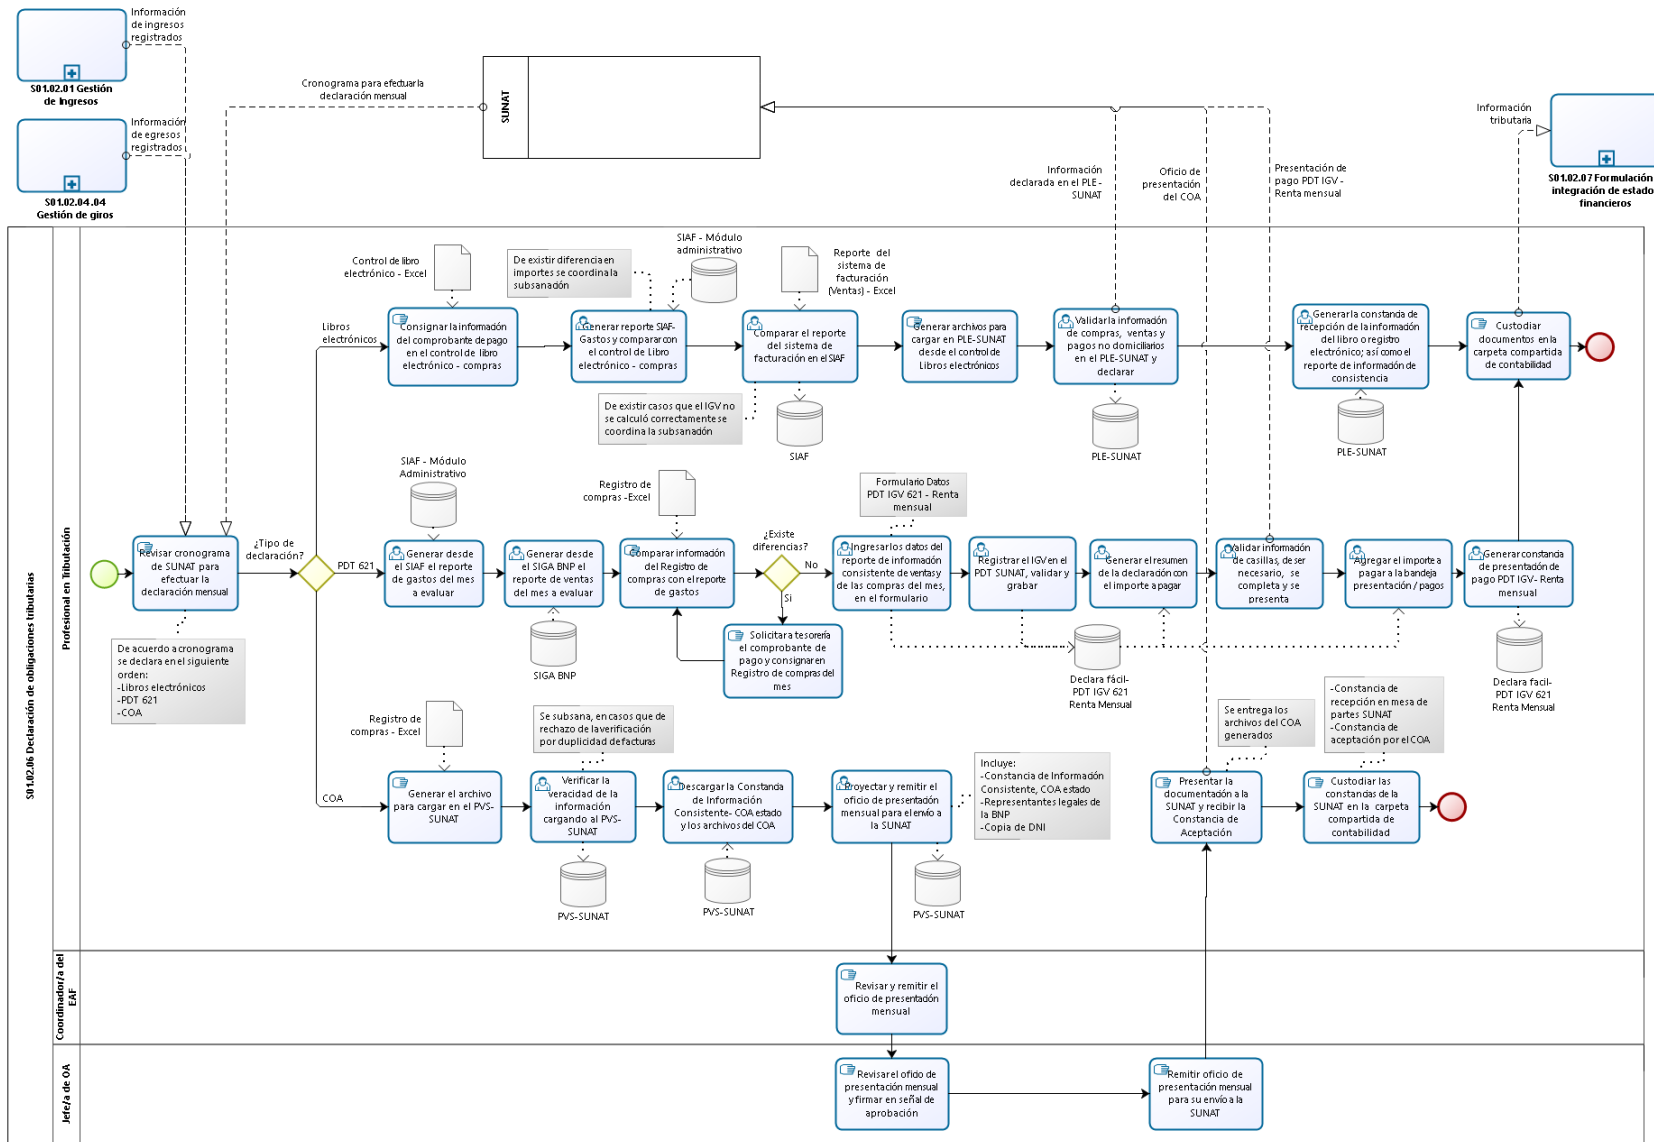 Información
de ingresos
registrados
S01.02.01 Gestión
de Ingresos
Información
de egresos
registrados
S01.02.04.04
Gestión de giros
Cronograma para efectuar la
declaración mensual
SUNAT
Información
declarada en el PLE-
SUNAT
Oficio de
presentación
del COA
Presentación de
pago PDT IGV -
Renta mensual
Información
tributaria
S01.02.07 Formulación
integración de estado
financieros
S01.02.06 Declaración de obligaciones tributarias
Profesional en Tributación
Control de libro
electrónico - Excel
De existir diferencia en
importes se coordina la
subsanación
SIAF - Módulo
administrativo
Reporte del
sistema de
facturación
(Ventas) - Excel
Libros
electrónicos
Consignar la información
del comprobante de pago
en el control de libro
electrónico - compras
Generar reporte SIAF-
Gastos y comparar con
el control de Libro
electrónico - compras
Comparar el reporte
del sistema de
facturación en el SIAF
Generar archivos para
cargar en PLE-SUNAT
desde el control de
Libros electrónicos
Validar la información
de compras, ventas y
pagos no domiciliarios
en el PLE-SUNAT y
declarar
Generar la constancia de
recepción de la información
del libro o registro
electrónico; así como el
reporte de información de
consistencia
Custodiar
documentos en la
carpeta compartida
de contabilidad
De existir casos que el IGV no
se calculó correctamente se
coordina la subsanación
SIAF
PLE-SUNAT
PLE-SUNAT
SIAF - Módulo
Administrativo
Registro de
compras -Excel
Formulario Datos
PDT IGV 621 - Renta
mensual
Revisar cronograma
de SUNAT para
efectuar la
declaración mensual
¿Tipo de
declaración?
PDT 621
Generar desde
el SIAF el reporte
de gastos del mes
a evaluar
Generar desde
el SIGA BNP el
reporte de ventas
del mes a evaluar
Comparar información
del Registro de
compras con el reporte
de gastos
¿Existe
diferencias?
No
Si
Ingresar los datos del
reporte de información
consistente de ventas y
de las compras del mes,
en el formulario
Registrar el IGV en el
PDT SUNAT, validar y
grabar
Generar el resumen
de la declaración con
el importe a pagar
Validar información
de casillas, de ser
necesario, se
completa y se
presenta
Agregar el importe a
pagar a la bandeja
presentación / pagos
Generar constancia
de presentación de
pago PDT IGV- Renta
mensual
De acuerdo a cronograma
se declara en el siguiente
orden:
-Libros electrónicos
-PDT 621
-COA
SIGA BNP
Solicitar a tesorería
el comprobante de
pago y consignar en
Registro de compras del
mes
Declara fácil-
PDT IGV 621
Renta Mensual
Declara facil-
PDT IGV 621
Renta Mensual
Registro de
compras - Excel
Se subsana, en casos que de
rechazo de la verificación
por duplicidad de facturas
Se entrega los
archivos del COA
generados
-Constancia de
recepción en mesa de
partes SUNAT
-Constancia de
aceptación por el COA
COA
Generar el archivo
para cargar en el PVS-
SUNAT
Verificar la
veracidad de la
información
cargando al PVS-
SUNAT
Descargar la Constanda
de Información
Consistente- COA estado
y los archivos del COA
Proyectar y remitir el
oficio de presentación
mensual para el envío a
la SUNAT
Incluye:
-Constancia de Información
Consistente, COA estado
-Representantes legales de
la BNP
-Copia de DNI
Presentar la
documentación a la
SUNAT y recibir la
Constancia de
Aceptación
Custodiar las
constancias de la
SUNAT en la carpeta
compartida de
contabilidad
PVS-SUNAT
PVS-SUNAT
PVS-SUNAT
Coordinador/a del
EAF
Revisar y remitir el
oficio de presentación
mensual
Jefe/a de OA
Revisar el oficio de
presentación mensual
y firmar en señal de
aprobación
Remitir oficio de
presentación mensual
para su envío a la
SUNAT